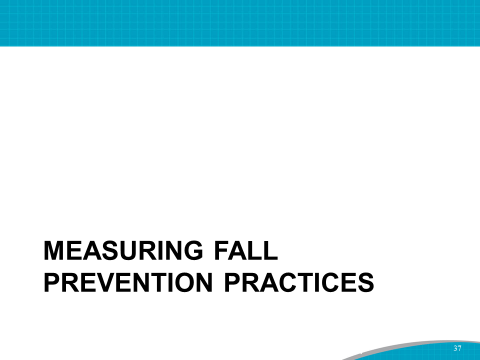 MEASURING FALL
PREVENTION PRACTICES
37